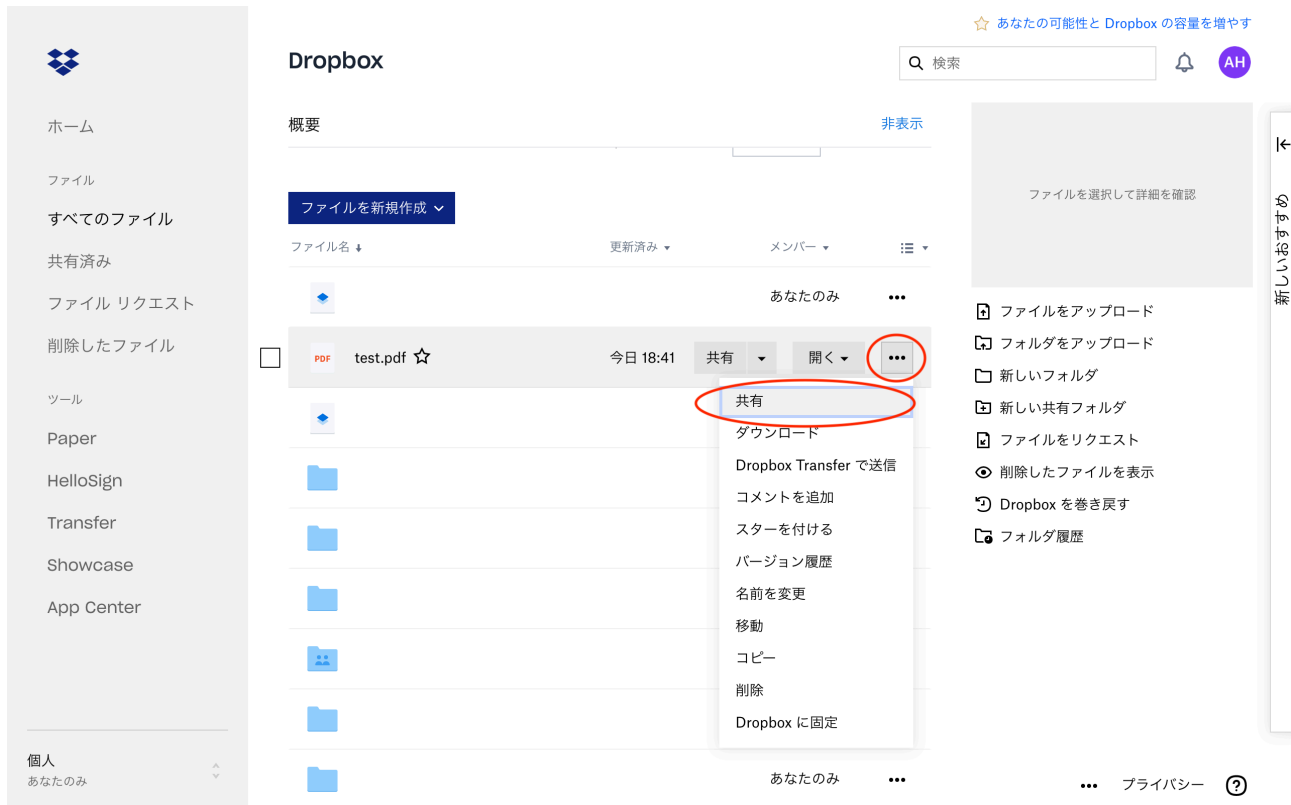 あなたの可能性と Dropbox の容量を増やす
Dropbox
検索
AH
ホーム
ファイル
すべてのファイル
共有済み
ファイル リクエスト
削除したファイル
ツール
Paper
HelloSign
Transfer
Showcase
App Center
個人
あなたのみ
概要
非表示
ファイルを新規作成
ファイル名
更新済み
メンバー
あなたのみ
•••
PDF
test.pdf
今日 18:41
共有
開く
•••
共有
ダウンロード
Dropbox Transfer で送信
コメントを追加
スターを付ける
バージョン履歴
名前を変更
移動
コピー
削除
Dropbox に固定
あなたのみ
•••
ファイルを選択して詳細を確認
ファイルをアップロード
フォルダをアップロード
新しいフォルダ
新しい共有フォルダ
ファイルをリクエスト
削除したファイルを表示
Dropbox を巻き戻す
フォルダ履歴
新しいおすすめ
•••
プライバシー
?